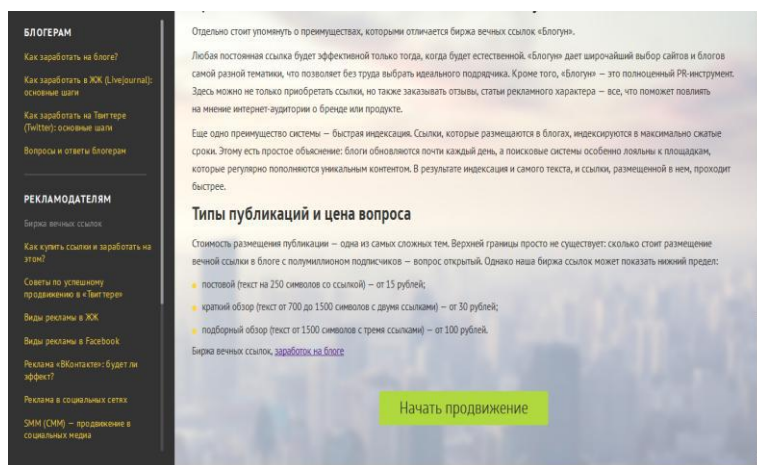 БЛОГЕРАМ
Как заработать на блоге?
Как заработать в ЖЖ (Livejournal):
основные шаги
Как заработать на Твиттере
(Twitter): основные шаги
Вопросы и ответы блогерам
РЕКЛАМОДАТЕЛЯМ
Биржа вечных ссылок
Как купить ссылки и заработать на
этом?
Советы по успешному
продвижению в «Твиттере»
Виды рекламы в ЖЖ
Виды рекламы в Facebook
Реклама «ВКонтакте»: будет ли
эффект?
Реклама в социальных сетях
SMM (СММ) — продвижение в
социальных медиа
Отдельно стоит упомянуть о преимуществах, которыми отличается биржа вечных ссылок «Блогун».
Любая постоянная ссылка будет эффективной только тогда, когда будет естественной. «Блогун» дает широчайший выбор сайтов и блогов
самой разной тематики, что позволяет без труда выбрать идеального подрядчика. Кроме того, «Блогун» — это полноценный PR-инструмент.
Здесь можно не только приобретать ссылки, но также заказывать отзывы, статьи рекламного характера — все, что поможет повлиять
на мнение интернет-аудитории о бренде или продукте.
Еще одно преимущество системы — быстрая индексация. Ссылки, которые размещаются в блогах, индексируются в максимально сжатые
сроки. Этому есть простое объяснение: блоги обновляются почти каждый день, а поисковые системы особенно лояльны к площадкам,
которые регулярно пополняются уникальным контентом. В результате индексация и самого текста, и ссылки, размещенной в нем, проходит
быстрее.
Типы публикаций и цена вопроса
Стоимость размещения публикации — одна из самых сложных тем. Верхней границы просто не существует: сколько стоит размещение
вечной ссылки в блоге с полумиллионом подписчиков — вопрос открытый. Однако наша биржа ссылок может показать нижний предел:
постовой (текст на 250 символов со ссылкой) — от 15 рублей;
краткий обзор (текст от 700 до 1500 символов с двумя ссылками) — от 30 рублей;
подборный обзор (текст от 1500 символов с тремя ссылками) — от 100 рублей.
Биржа вечных ссылок, заработок на блоге
Начать продвижение